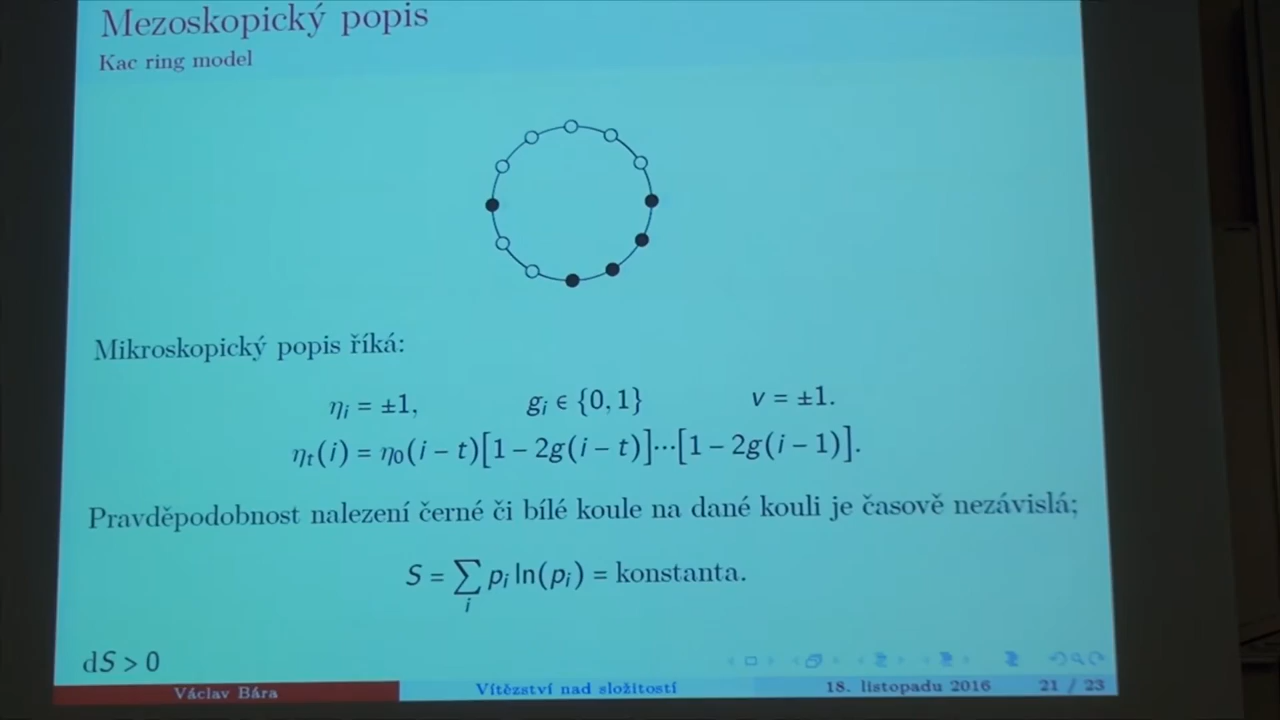 Mezoskopický popis
Kac ring model
Mikroskopický popis říká:
ηᵢ = ±1, gᵢ ∈ {0, 1} v = ±1.
ηₜ(i) = η₀(i − t)[1 − 2g(i − t)]···[1 − 2g(i − 1)].
Pravděpodobnost nalezení černé či bílé koule na dané kouli je časově nezávislá;
S = ∑ᵢ pᵢ ln(pᵢ) = konstanta.
dS > 0
Václav Bára Vítězství nad složitostí 18. listopadu 2016 21 / 23